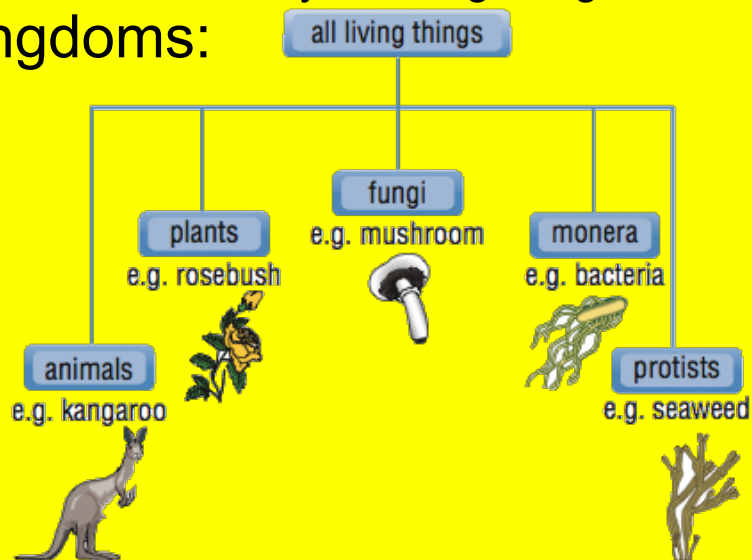 ngdoms:
all living things
fungi
e.g. mushroom
plants
e.g. rosebush
monera
e.g. bacteria
animals
e.g. kangaroo
protists
e.g. seaweed